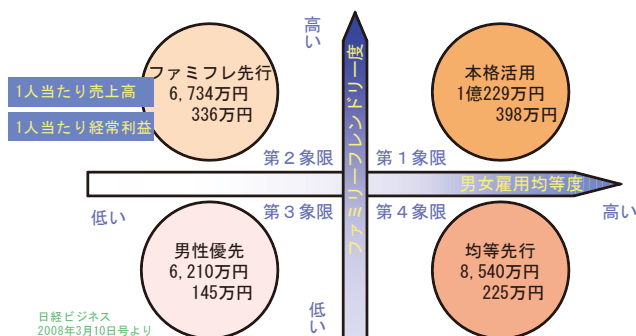 高い
ファミフレ先行
6,734万円
336万円
1人当たり売上高
1人当たり経常利益
本格活用
1億229万円
398万円
ファミリーフレンドリー度
第2象限
第1象限
男女雇用均等度
低い
第3象限
第4象限
高い
男性優先
6,210万円
145万円
均等先行
8,540万円
225万円
低い
日経ビジネス
2008年3月10日号より